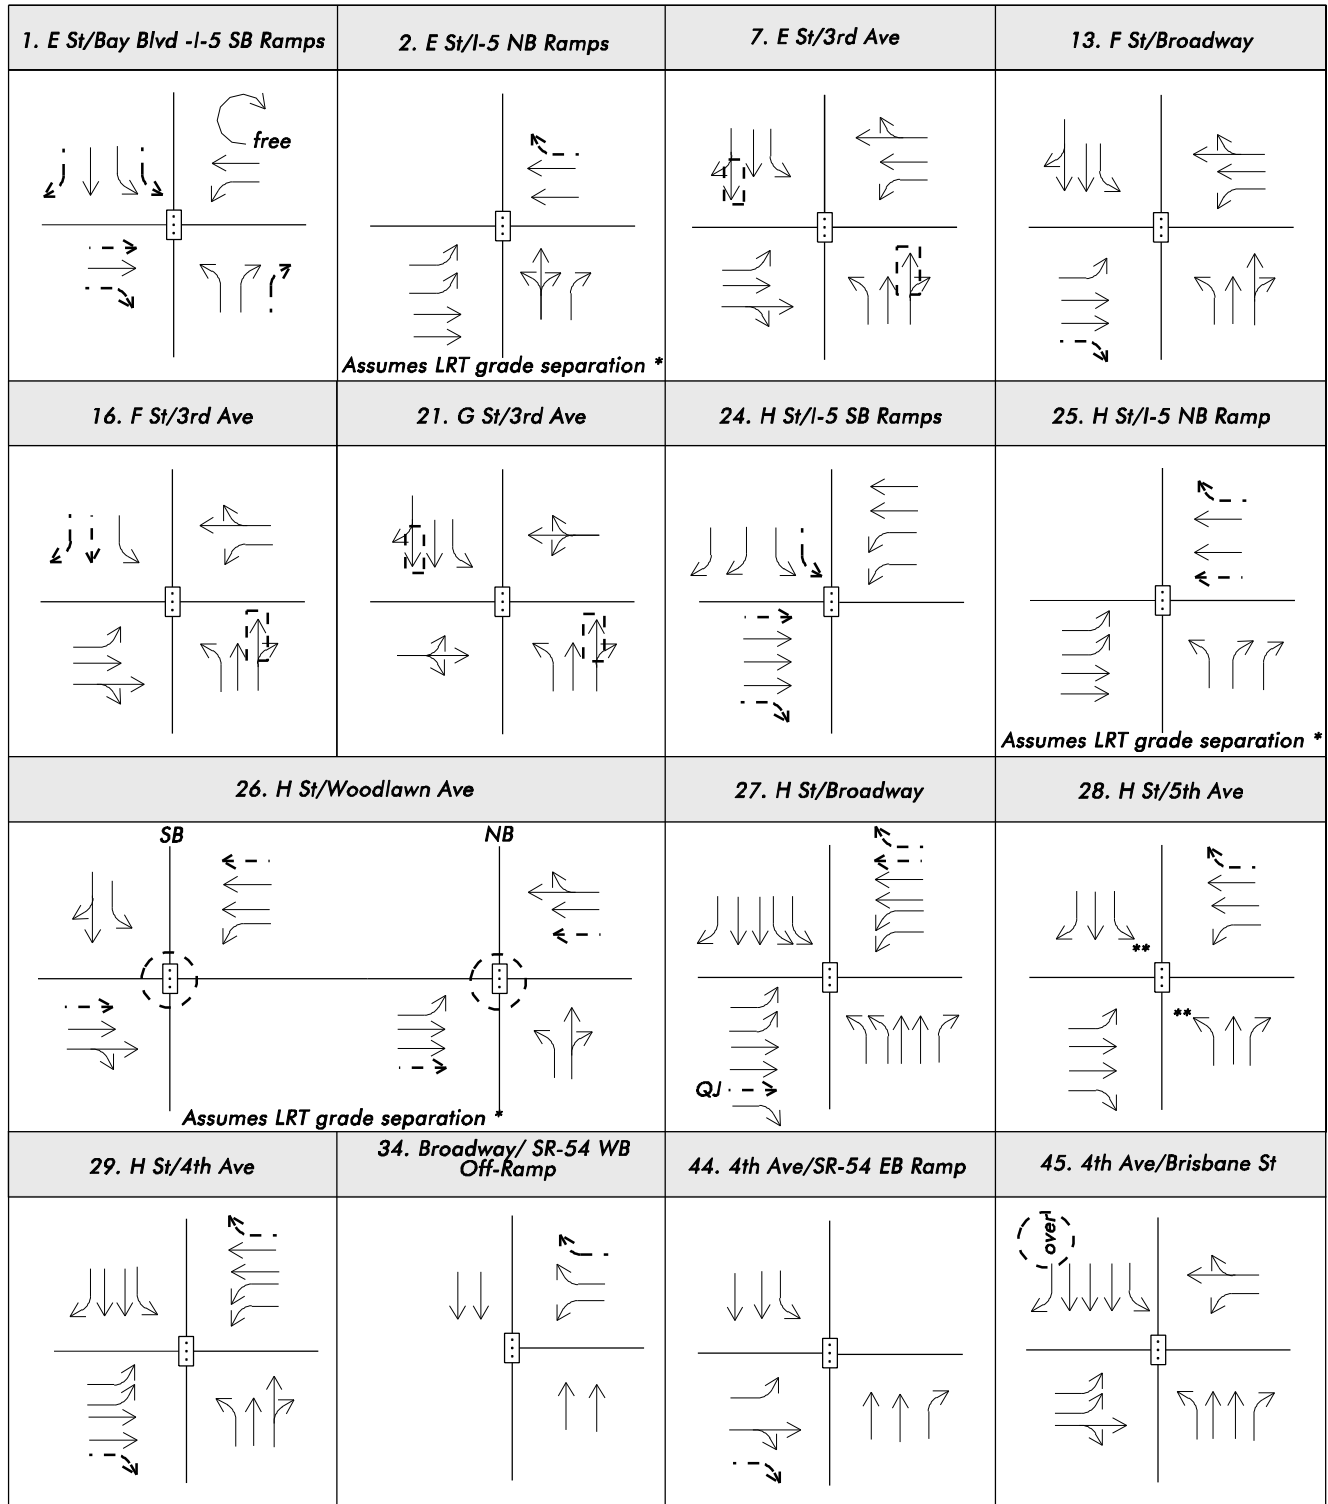 1. E St/Bay Blvd -I-5 SB Ramps
2. E St/I-5 NB Ramps
7. E St/3rd Ave
13. F St/Broadway
free
Assumes LRT grade separation *
16. F St/3rd Ave
21. G St/3rd Ave
24. H St/I-5 SB Ramps
25. H St/I-5 NB Ramp
Assumes LRT grade separation *
26. H St/Woodlawn Ave
27. H St/Broadway
28. H St/5th Ave
SB
NB
**
**
QJ
Assumes LRT grade separation *
29. H St/4th Ave
34. Broadway/ SR-54 WB
Off-Ramp
44. 4th Ave/SR-54 EB Ramp
45. 4th Ave/Brisbane St
over